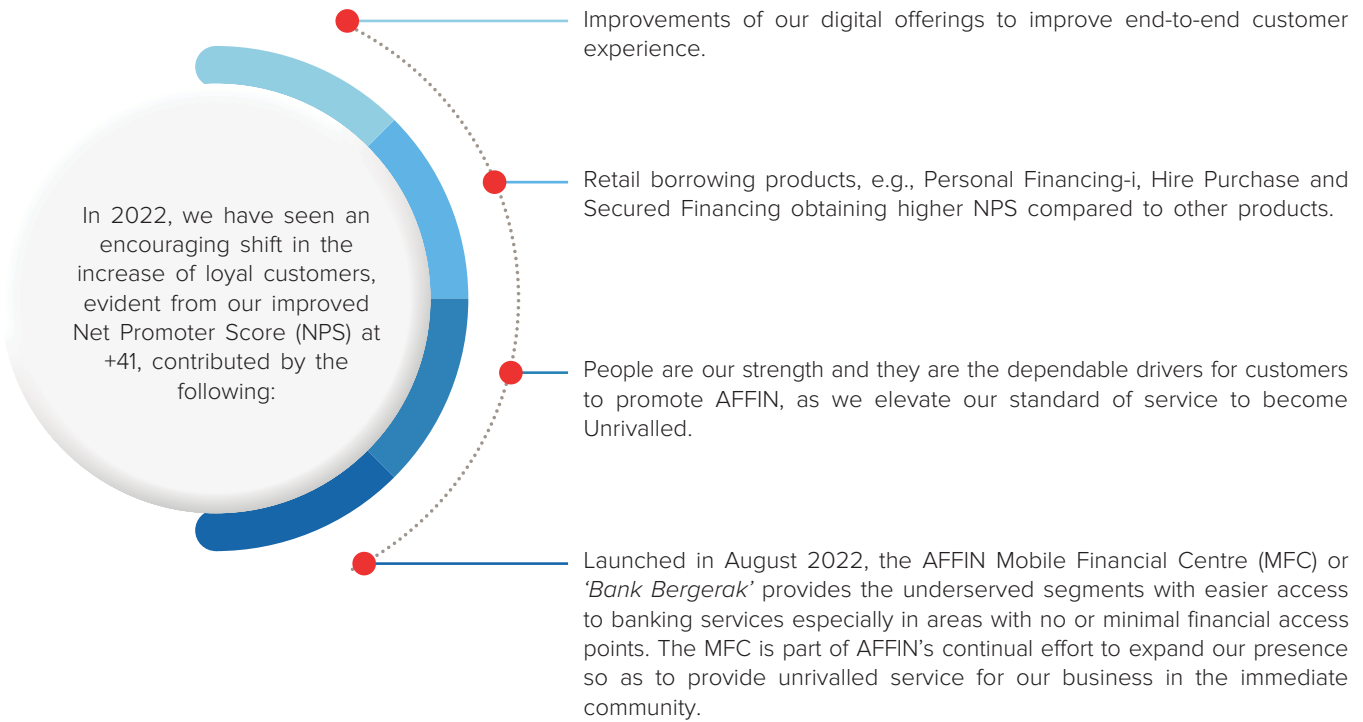 In 2022, we have seen an
encouraging shift in the
increase of loyal customers,
evident from our improved
Net Promoter Score (NPS) at
+41, contributed by the
following:
Improvements of our digital offerings to improve end-to-end customer
experience.
Retail borrowing products, e.g., Personal Financing-i, Hire Purchase and
Secured Financing obtaining higher NPS compared to other products.
People are our strength and they are the dependable drivers for customers
to promote AFFIN, as we elevate our standard of service to become
Unrivalled.
Launched in August 2022, the AFFIN Mobile Financial Centre (MFC) or
‘Bank Bergerak’ provides the underserved segments with easier access
to banking services especially in areas with no or minimal financial access
points. The MFC is part of AFFIN’s continual effort to expand our presence
so as to provide unrivalled service for our business in the immediate
community.